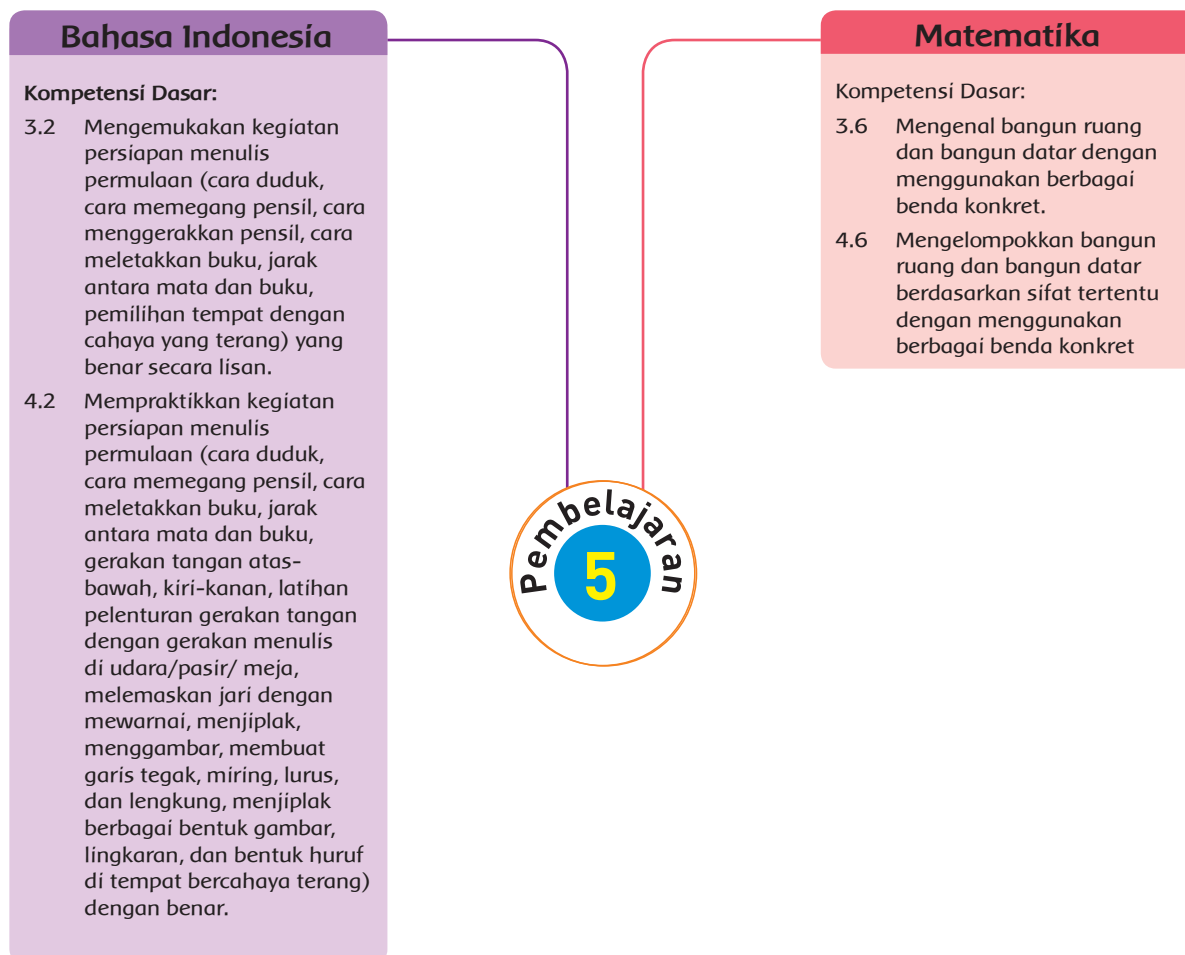 Bahasa Indonesia
Kompetensi Dasar:
3.2 Mengemukakan kegiatan
persiapan menulis
permulaan (cara duduk,
cara memegang pensil, cara
menggerakkan pensil, cara
meletakkan buku, jarak
antara mata dan buku,
pemilihan tempat dengan
cahaya yang terang) yang
benar secara lisan.
4.2 Mempraktikkan kegiatan
persiapan menulis
permulaan (cara duduk,
cara memegang pensil, cara
meletakkan buku, jarak
antara mata dan buku,
gerakan tangan atas-
bawah, kiri-kanan, latihan
pelenturan gerakan tangan
dengan gerakan menulis
di udara/pasir/ meja,
melemaskan jari dengan
mewarnai, menjiplak,
menggambar, membuat
garis tegak, miring, lurus,
dan lengkung, menjiplak
berbagai bentuk gambar,
lingkaran, dan bentuk huruf
di tempat bercahaya terang)
dengan benar.
Matematika
Kompetensi Dasar:
3.6 Mengenal bangun ruang
dan bangun datar dengan
menggunakan berbagai
benda konkret.
4.6 Mengelompokkan bangun
ruang dan bangun datar
berdasarkan sifat tertentu
dengan menggunakan
berbagai benda konkret
Pembelajaran
5